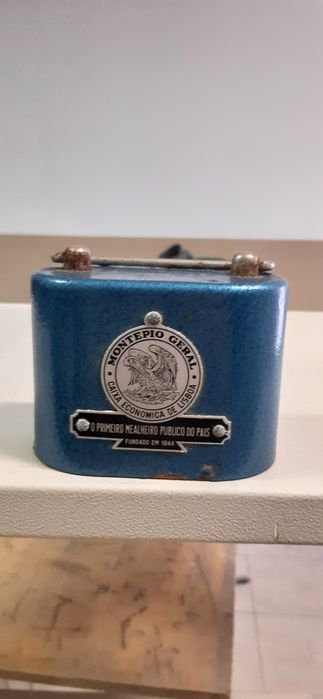 MONTEPIO GERAL
CAIXA ECONOMICA DE LISBOA
O PRIMEIRO MEALHEIRO PUBLICO DO PAIS
FUNDADO EM 1844